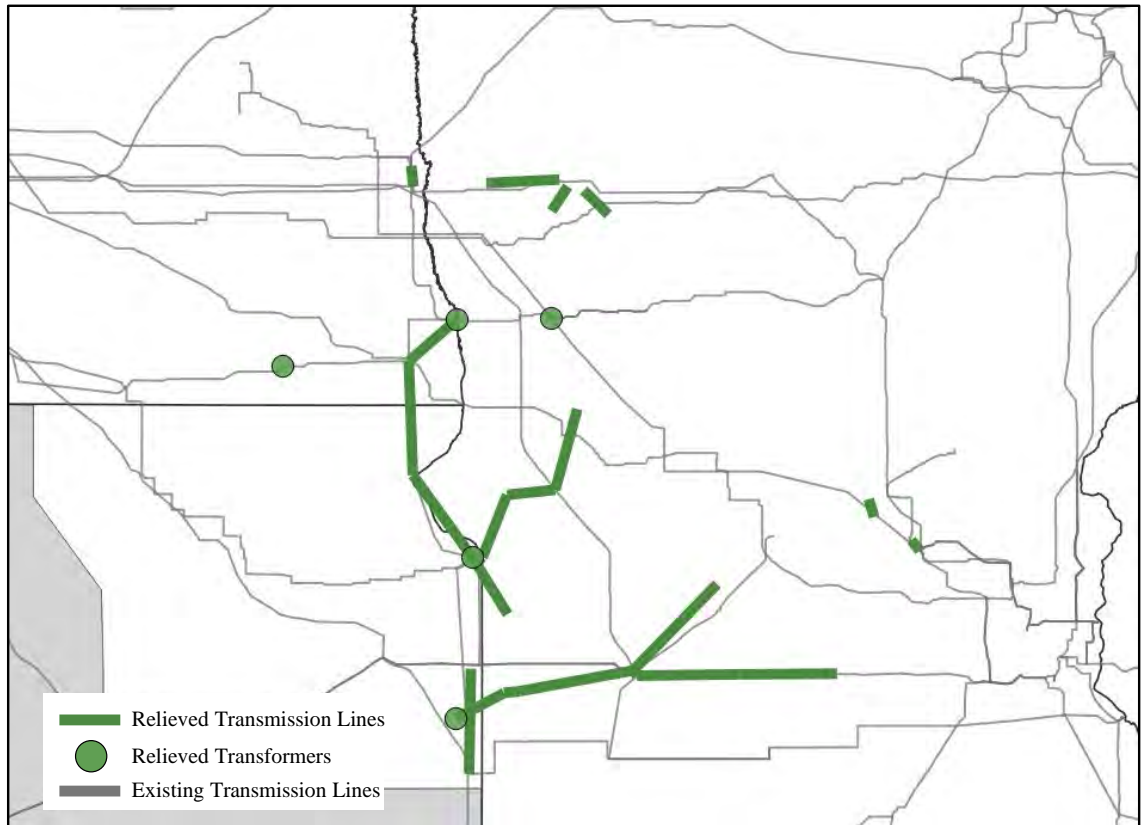 Relieved Transmission Lines
Relieved Transformers
Existing Transmission Lines